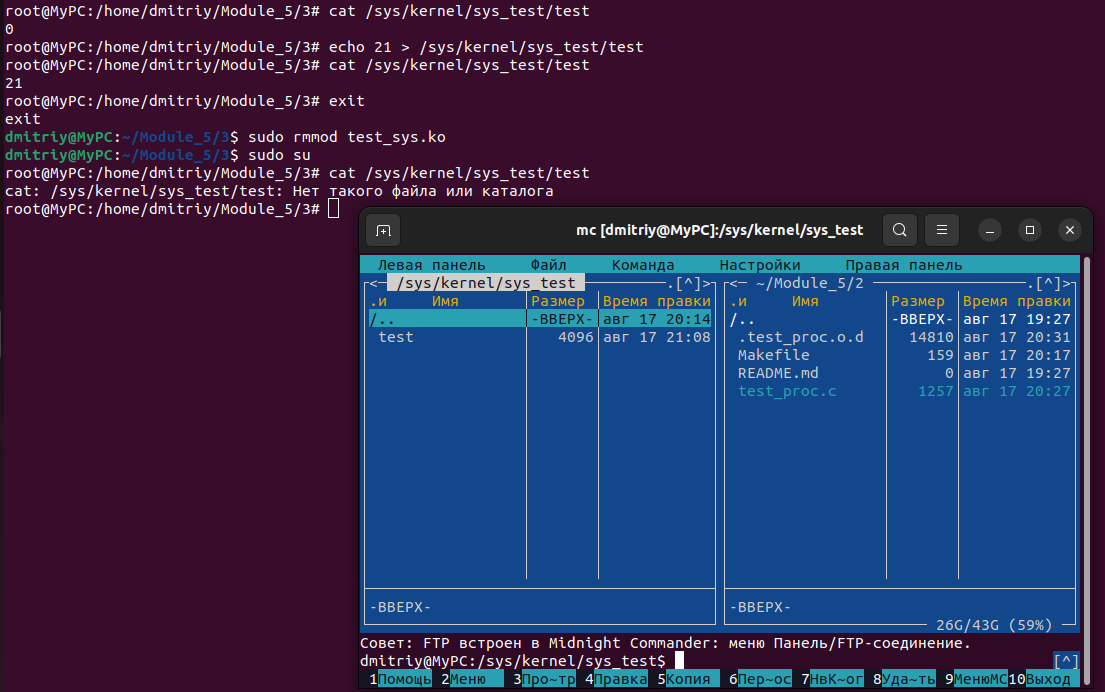 root@MyPC:/home/dmitriy/Module_5/3# cat /sys/kernel/sys_test/test
0
root@MyPC:/home/dmitriy/Module_5/3# echo 21 > /sys/kernel/sys_test/test
root@MyPC:/home/dmitriy/Module_5/3# cat /sys/kernel/sys_test/test
21
root@MyPC:/home/dmitriy/Module_5/3# exit
exit
dmitriy@MyPC:~/Module_5/3$ sudo rmmod test_sys.ko
dmitriy@MyPC:~/Module_5/3$ sudo su
root@MyPC:/home/dmitriy/Module_5/3# cat /sys/kernel/sys_test/test
cat: /sys/kernel/sys_test/test: Нет такого файла или каталога
root@MyPC:/home/dmitriy/Module_5/3#
mc [dmitriy@MyPC]:/sys/kernel/sys_test
Левая панель Файл Команда Настройки Правая панель
<─ /sys/kernel/sys_test ─.[^]> <─ ~/Module_5/2 ─.[^]>
.и Имя Размер Время правки .и Имя Размер Время правки
/.. -ВВЕРХ- авг 17 20:14 /.. -ВВЕРХ- авг 17 19:27
test 4096 авг 17 21:08 .test_proc.o.d 14810 авг 17 20:31
Makefile 159 авг 17 20:17
README.md 0 авг 17 19:27
test_proc.c 1257 авг 17 20:27
-ВВЕРХ- -ВВЕРХ-
26G/43G (59%)
Совет: FTP встроен в Midnight Commander: меню Панель/FTP-соединение.
dmitriy@MyPC:/sys/kernel/sys_test$ [^]
1Помощь 2Меню 3Про~тр 4Правка 5Копия 6Пер~ос 7НвК~ог 8Уда~ть 9МенюMC 10Выход